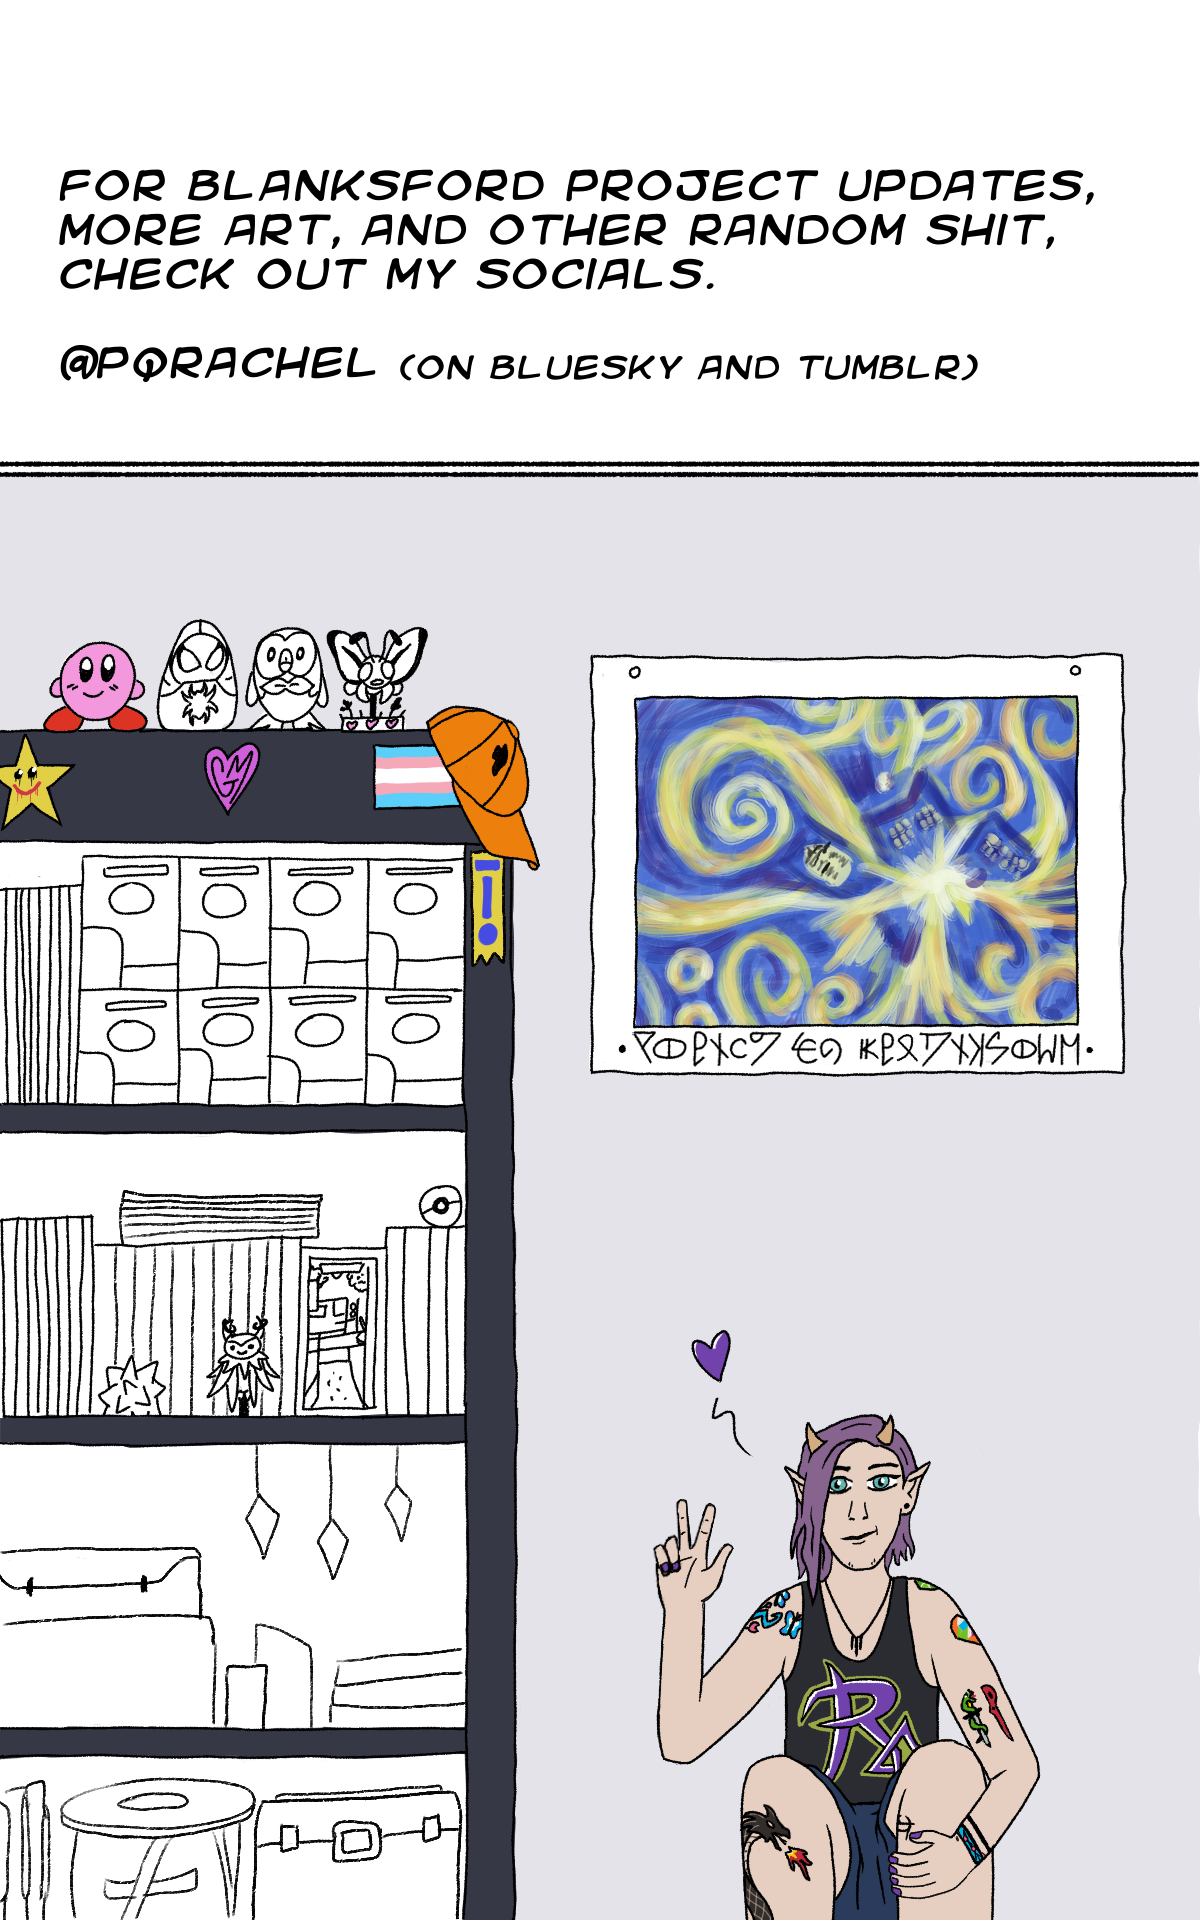 FOR BLANKSFORD PROJECT UPDATES,
MORE ART, AND OTHER RANDOM SHIT,
CHECK OUT MY SOCIALS.
@PQRACHEL (ON BLUESKY AND TUMBLR)